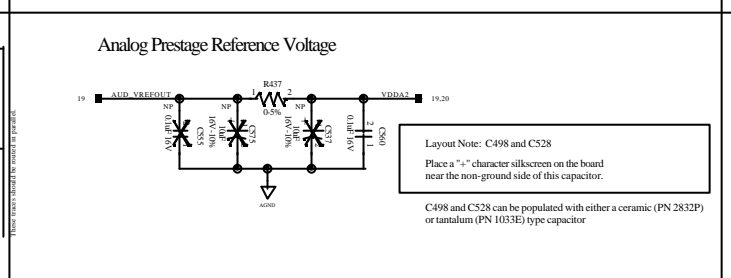 Analog Prestage Reference Voltage
19
AUD_VREFOUT
NP
NP
R437
1
2
0-5%
NP
VDDA2
19,20
C555
0.1uF 16V
C575
10uF
16V-10%
C537
10uF
16V-10%
C560
0.1uF 16V
2
1
AGND
Layout Note: C498 and C528
Place a "+" character silkscreen on the board
near the non-ground side of this capacitor.
C498 and C528 can be populated with either a ceramic (PN 2832P)
or tantalum (PN 1033E) type capacitor
These traces should be routed in parallel.